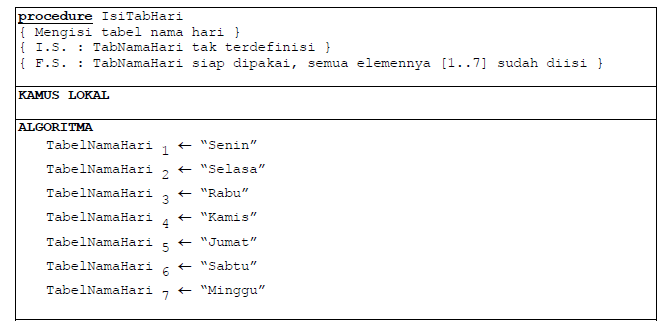 procedure IsiTabHari
{ Mengisi tabel nama hari }
{ I.S. : TabNamaHari tak terdefinisi }
{ F.S. : TabNamaHari siap dipakai, semua elemennya [1..7] sudah diisi }
KAMUS LOKAL
ALGORITMA
TabelNamaHari 1 ← “Senin”
TabelNamaHari 2 ← “Selasa”
TabelNamaHari 3 ← “Rabu”
TabelNamaHari 4 ← “Kamis”
TabelNamaHari 5 ← “Jumat”
TabelNamaHari 6 ← “Sabtu”
TabelNamaHari 7 ← “Minggu”